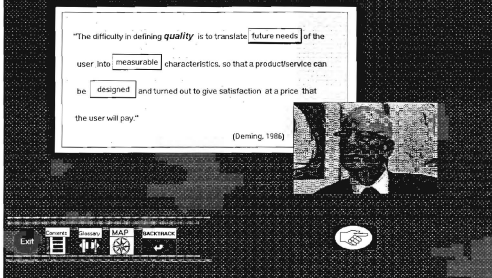 "The difficulty in defining quality is to translate future needs of the
user into measurable characteristics, so that a product/service can
be designed and turned out to give satisfaction at a price that
the user will pay."
(Deming, 1986)
Exit
Contents
Glossary
MAP
BACKTRACK